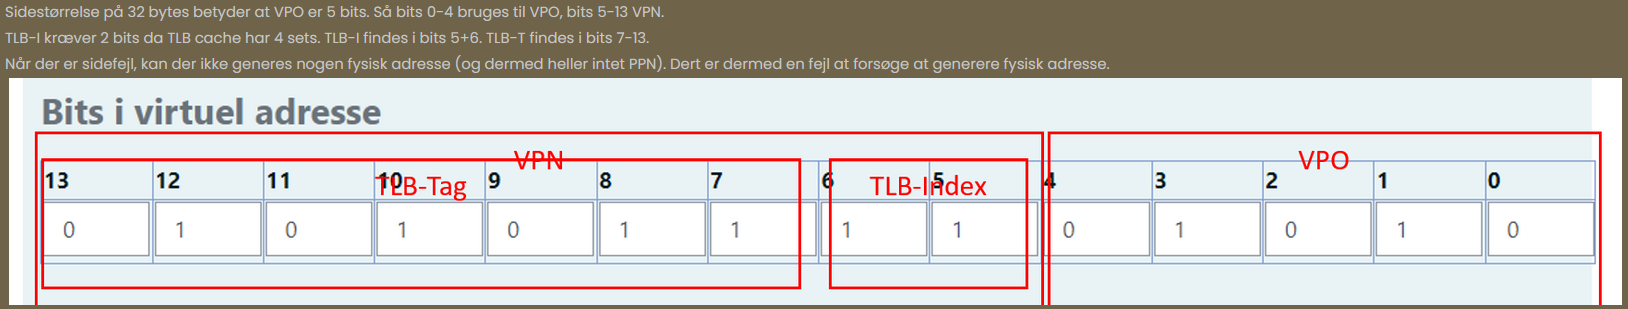 Sidestørrelse på 32 bytes betyder at VPO er 5 bits. Så bits 0-4 bruges til VPO, bits 5-13 VPN.
TLB-I kræver 2 bits da TLB cache har 4 sets. TLB-I findes i bits 5+6. TLB-T findes i bits 7-13.
Når der er sidefejl, kan der ikke generes nogen fysisk adresse (og dermed heller intet PPN). Dert er dermed en fejl at forsøge at generere fysisk adresse.
Bits i virtuel adresse
VPN VPO
13 12 11 10 9 8 7 6 5 4 3 2 1 0
TLB-Tag TLB-Index
0 1 0 1 0 1 1 1 1 0 1 0 1 0